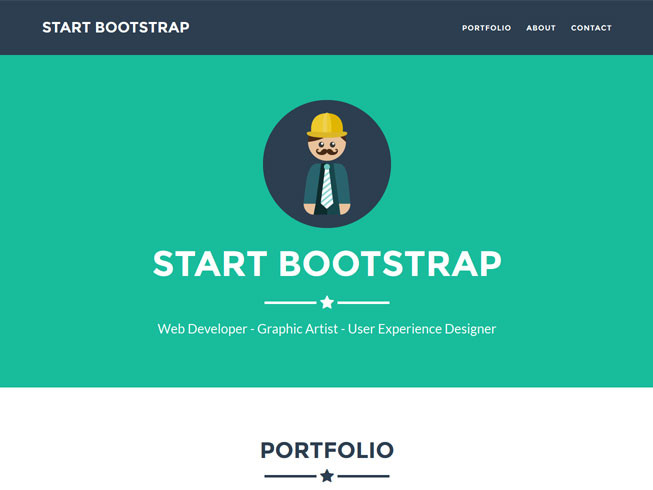 START BOOTSTRAP
PORTFOLIO ABOUT CONTACT
START BOOTSTRAP
Web Developer - Graphic Artist - User Experience Designer
PORTFOLIO